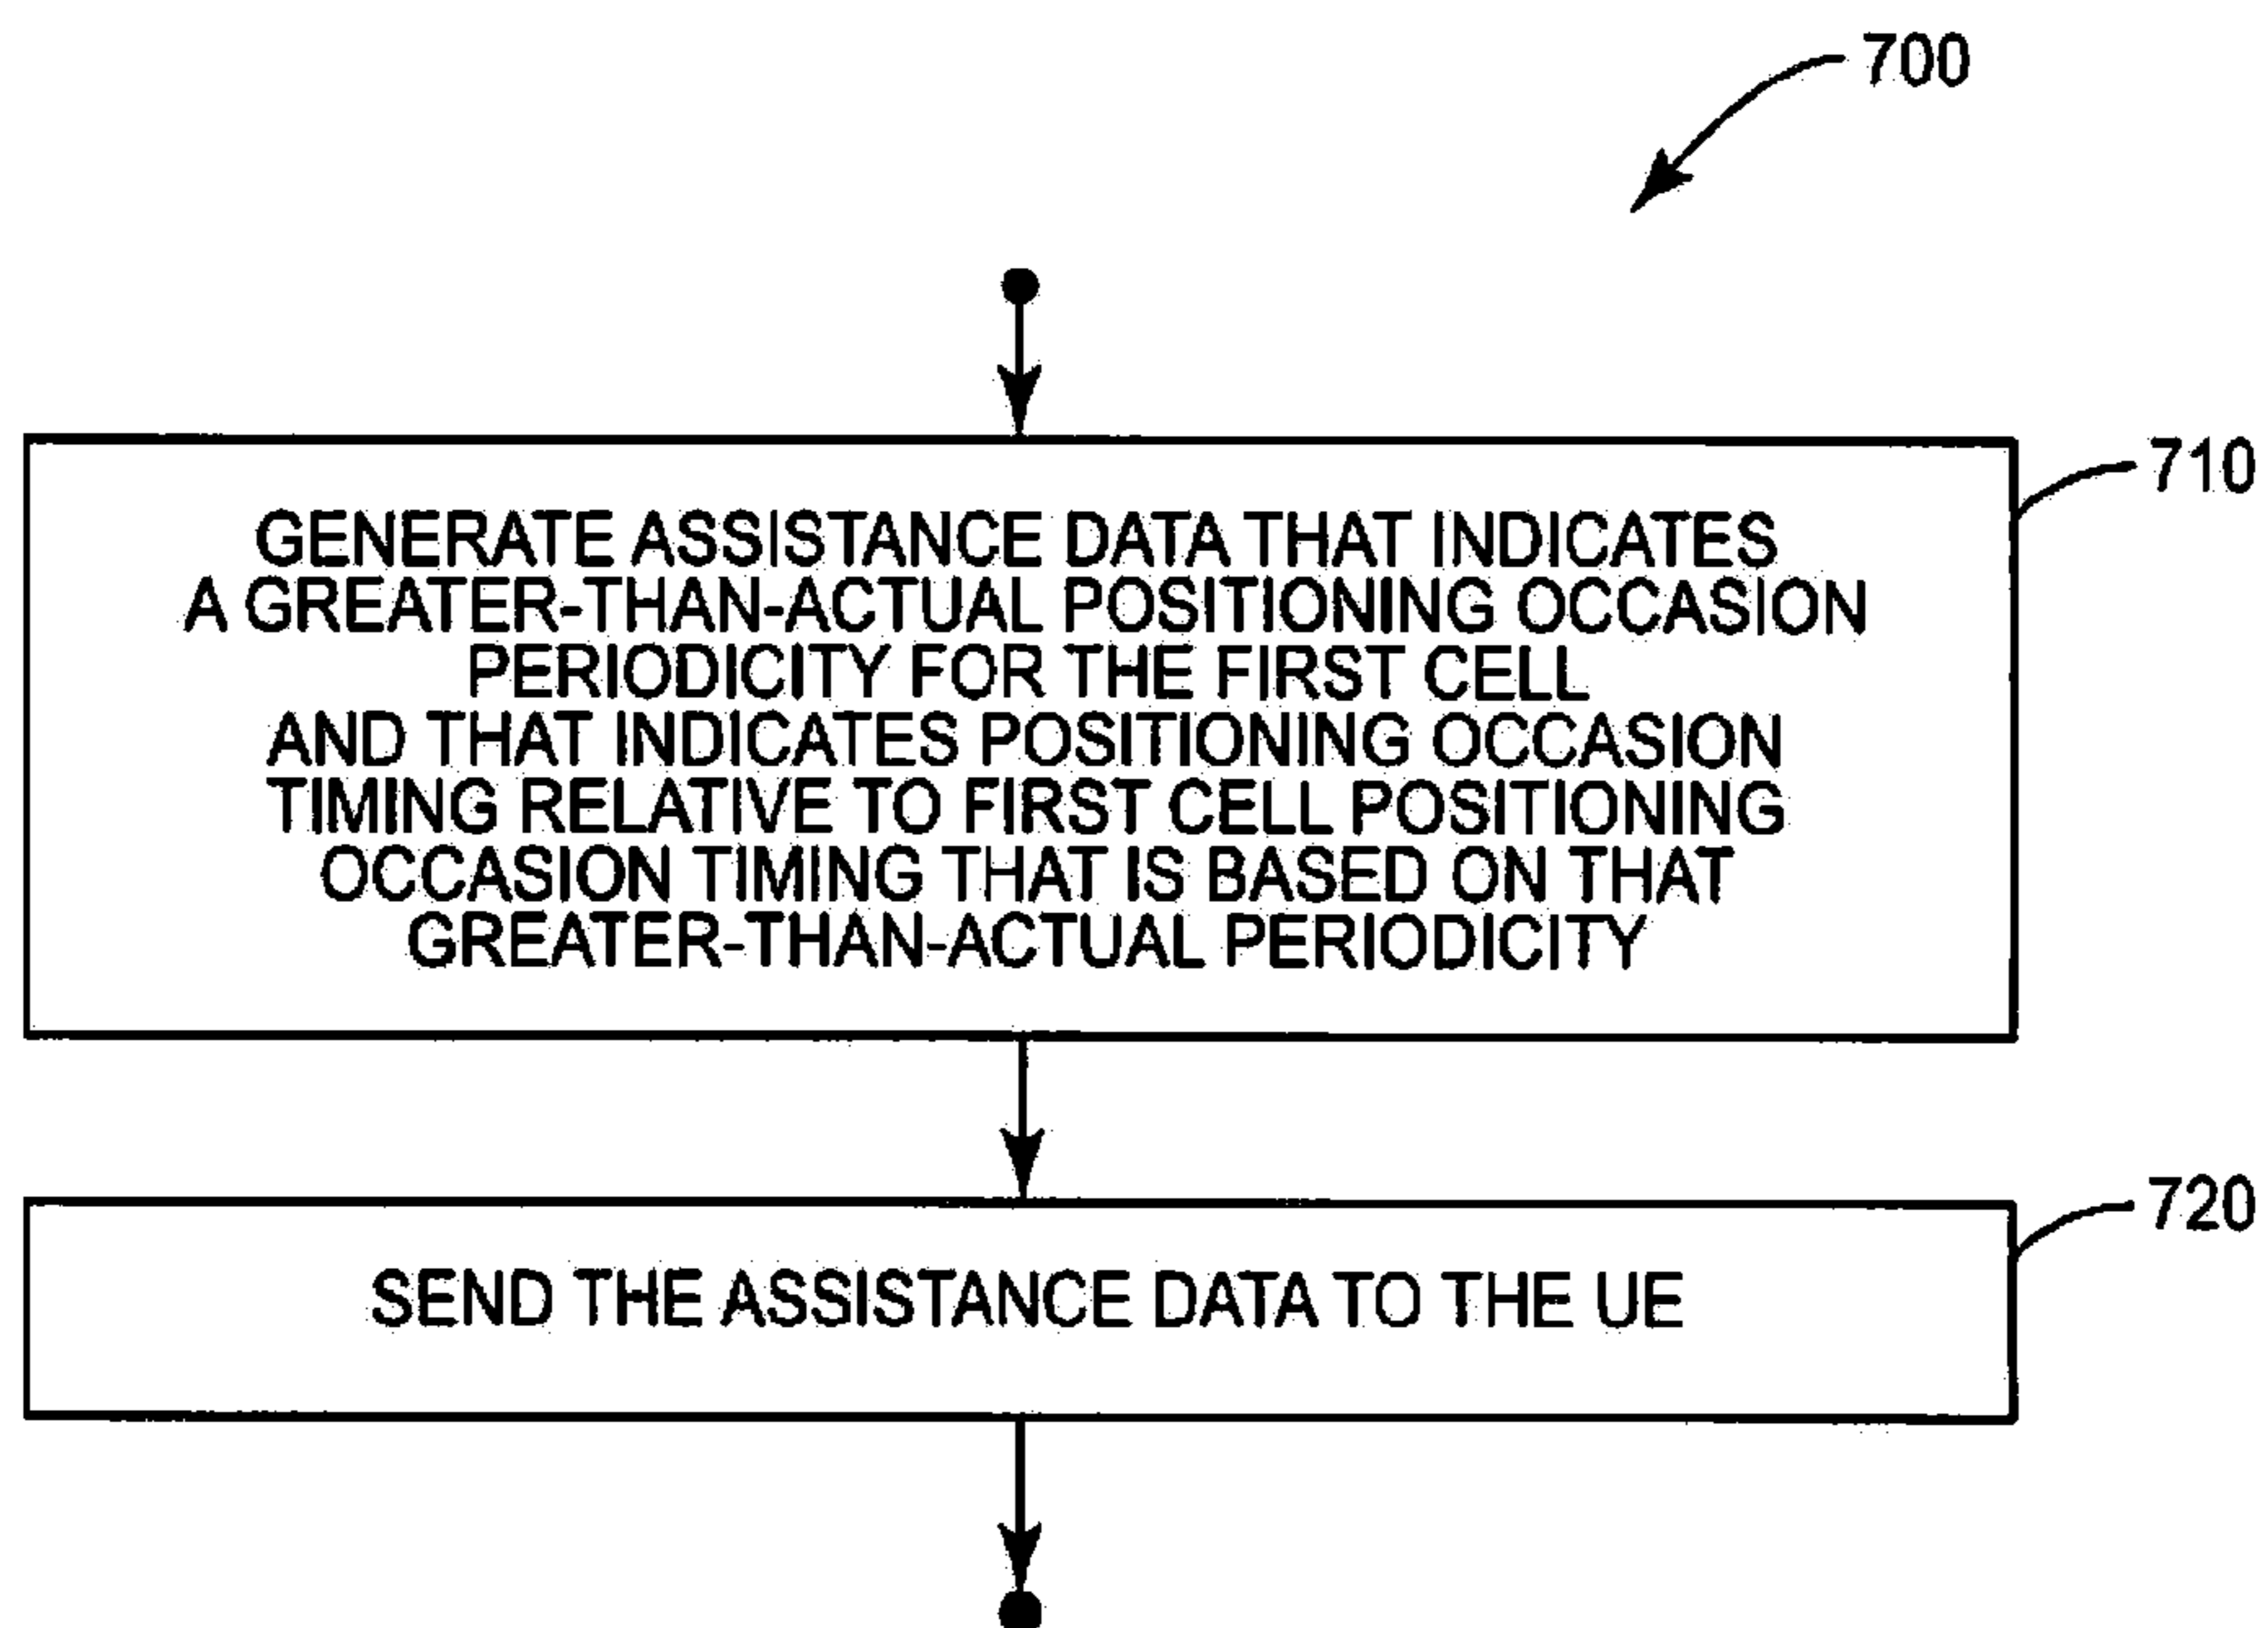 700
710
GENERATE ASSISTANCE DATA THAT INDICATES
A GREATER-THAN-ACTUAL POSITIONING OCCASION
PERIODICITY FOR THE FIRST CELL
AND THAT INDICATES POSITIONING OCCASION
TIMING RELATIVE TO FIRST CELL POSITIONING
OCCASION TIMING THAT IS BASED ON THAT
GREATER-THAN-ACTUAL PERIODICITY
720
SEND THE ASSISTANCE DATA TO THE UE